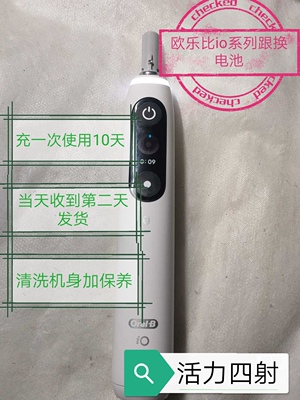 checked
欧乐比io系列跟换
电池
checked
充一次使用10天
:09
当天收到第二天
发货
清洗机身加保养
Oral-B
iO
活力四射